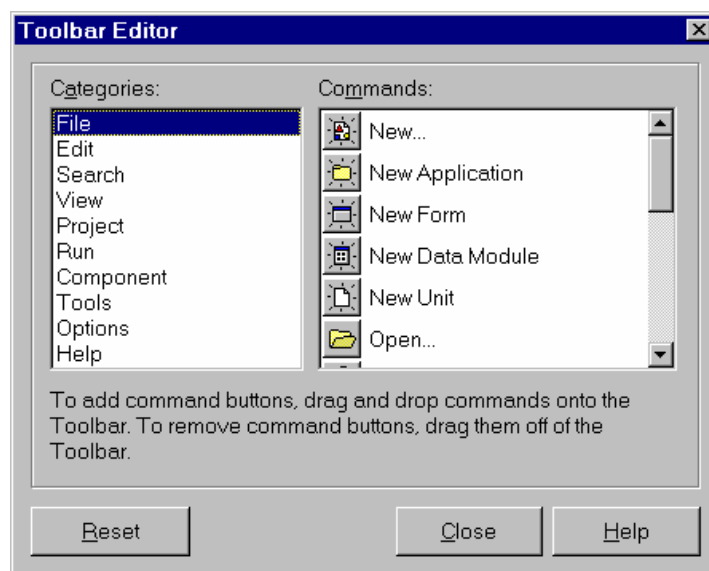 Toolbar Editor
Categories:
File
Edit
Search
View
Project
Run
Component
Tools
Options
Help
Commands:
New...
New Application
New Form
New Data Module
New Unit
Open...
To add command buttons, drag and drop commands onto the
Toolbar. To remove command buttons, drag them off of the
Toolbar.
Reset
Close
Help